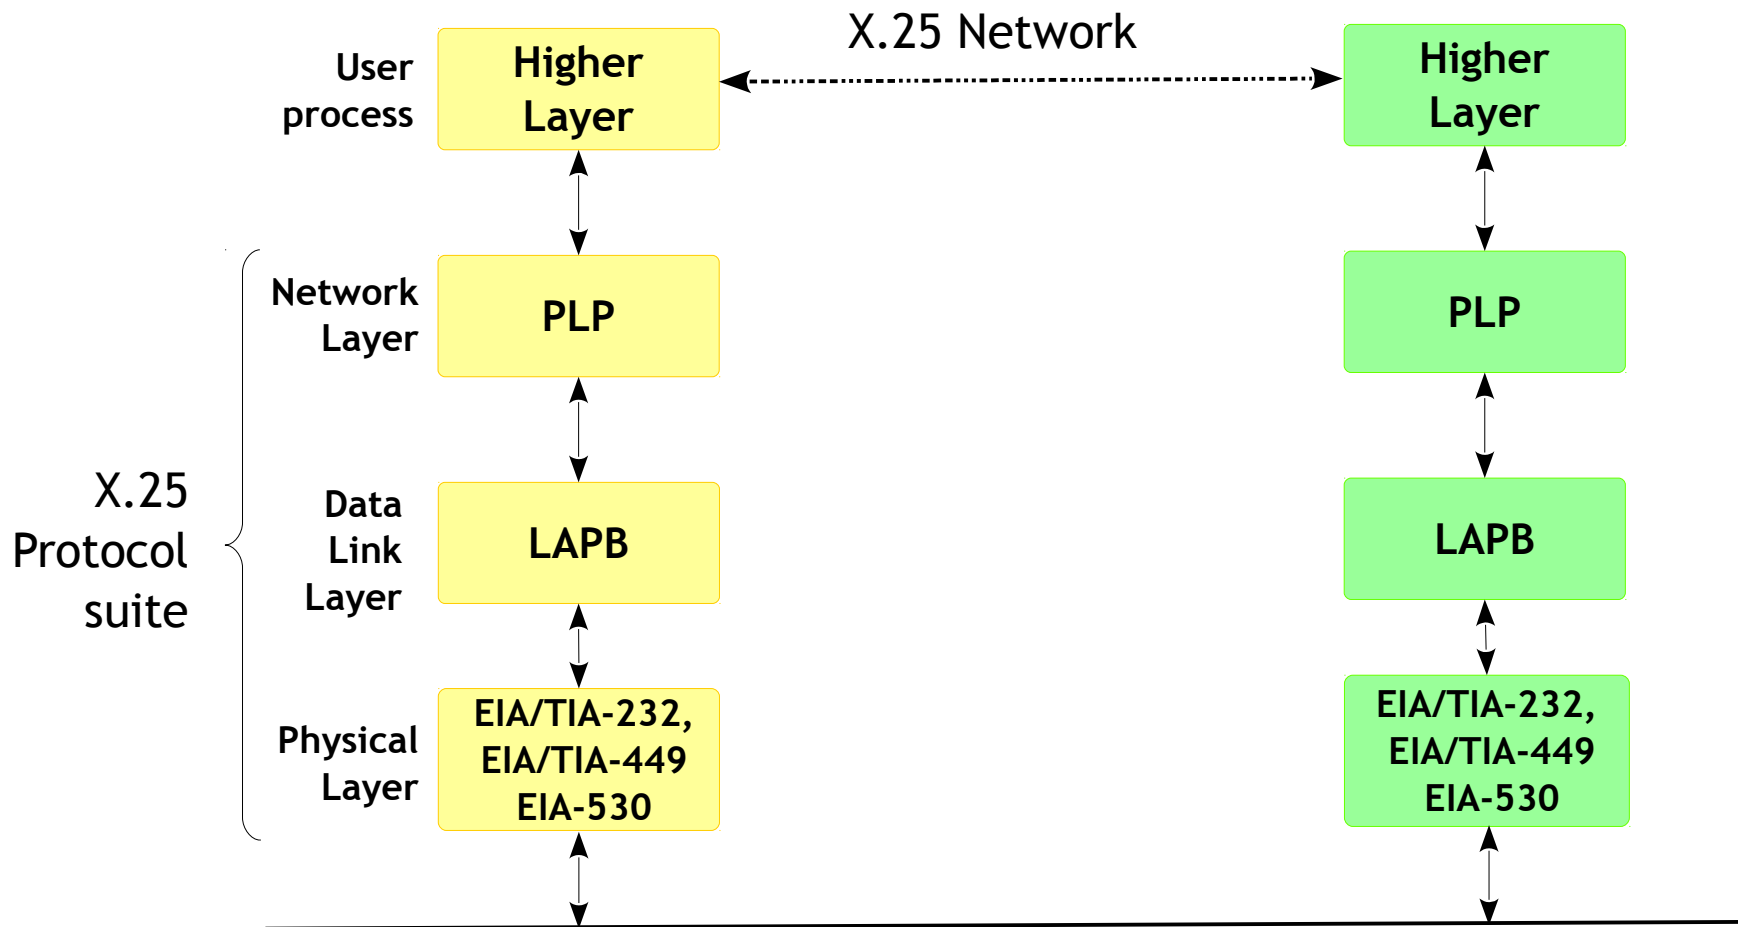 X.25 Network
User
process
Higher
Layer
Higher
Layer
Network
Layer
PLP
PLP
X.25
Protocol
suite
Data
Link
Layer
LAPB
LAPB
Physical
Layer
EIA/TIA-232,
EIA/TIA-449
EIA-530
EIA/TIA-232,
EIA/TIA-449
EIA-530